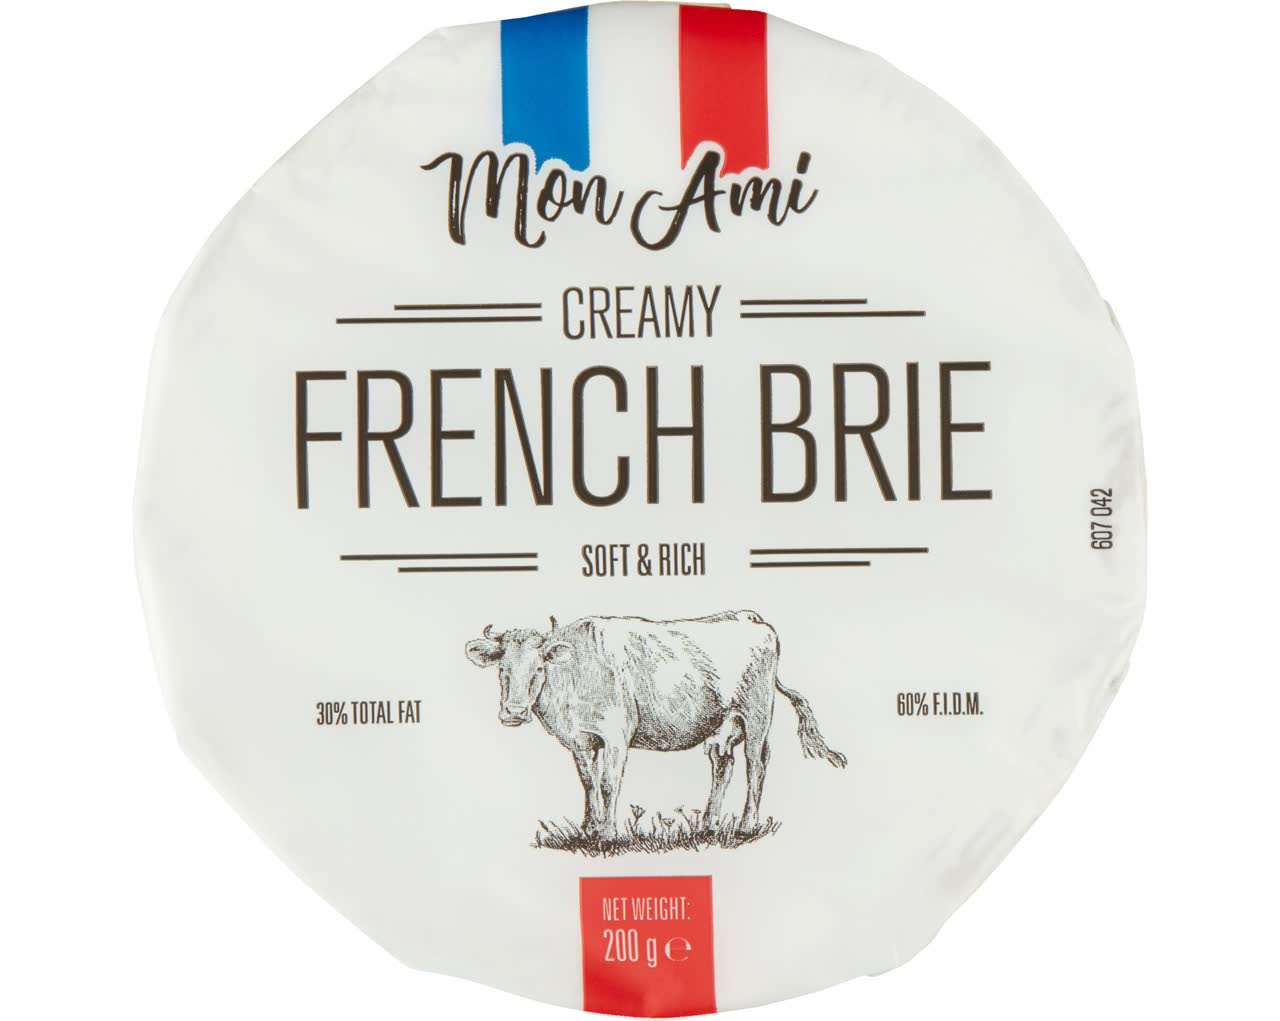 Mon Ami
CREAMY
FRENCH BRIE
SOFT & RICH
30% TOTAL FAT
60% F.I.D.M.
607 042
NET WEIGHT:
200 g ℮